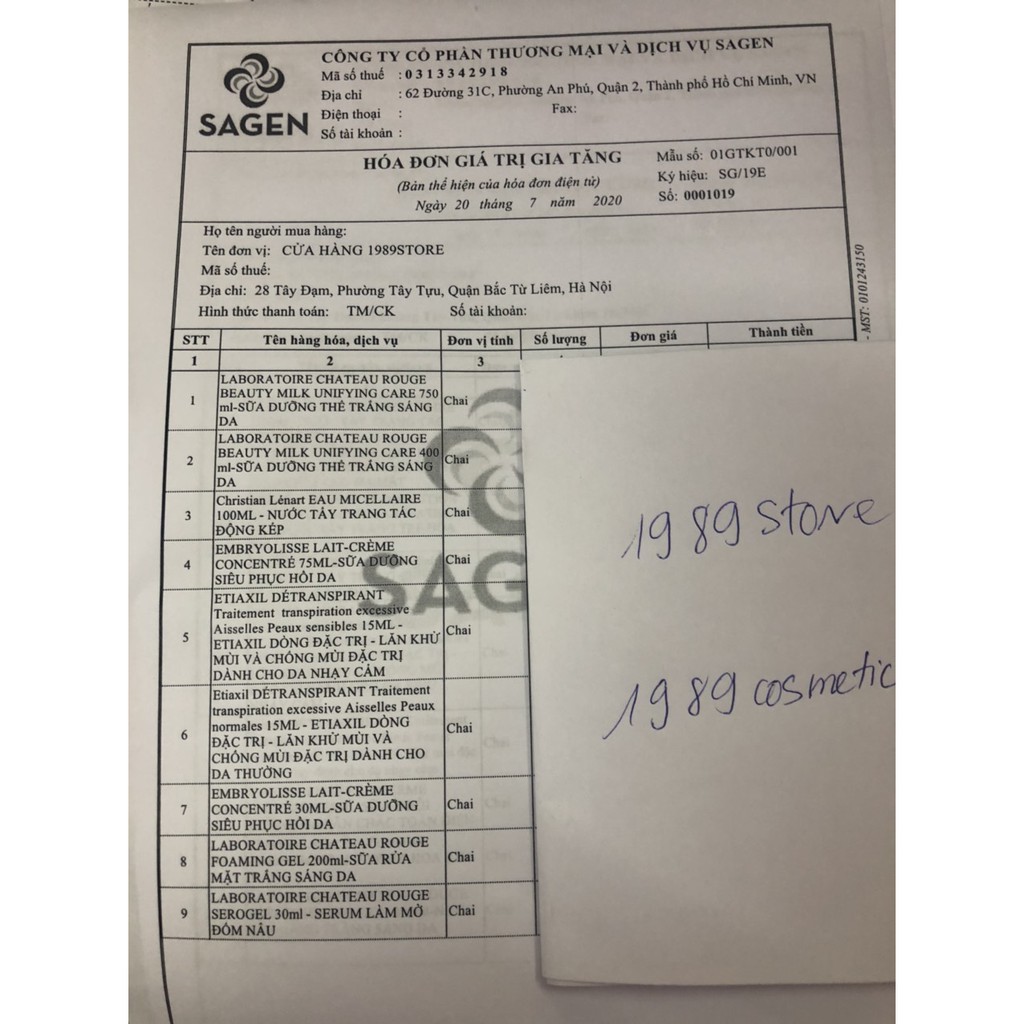 SAGEN
CÔNG TY CỔ PHẦN THƯƠNG MẠI VÀ DỊCH VỤ SAGEN
Mã số thuế : 0313342918
Địa chỉ : 62 Đường 31C, Phường An Phú, Quận 2, Thành phố Hồ Chí Minh, VN
Điện thoại : Fax:
Số tài khoản :
HÓA ĐƠN GIÁ TRỊ GIA TĂNG
(Bản thể hiện của hóa đơn điện tử)
Ngày 20 tháng 7 năm 2020
Mẫu số: 01GTKT0/001
Ký hiệu: SG/19E
Số: 0001019
Họ tên người mua hàng:
Tên đơn vị: CỬA HÀNG 1989STORE
Mã số thuế:
Địa chỉ: 28 Tây Đạm, Phường Tây Tựu, Quận Bắc Từ Liêm, Hà Nội
Hình thức thanh toán: TM/CK Số tài khoản:
- MST: 0101243150
STT Tên hàng hóa, dịch vụ Đơn vị tính Số lượng Đơn giá Thành tiền
1 2 3
1 LABORATOIRE CHATEAU ROUGE
BEAUTY MILK UNIFYING CARE 750
ml-SỮA DƯỠNG THỂ TRẮNG SÁNG
DA
Chai
2 LABORATOIRE CHATEAU ROUGE
BEAUTY MILK UNIFYING CARE 400
ml-SỮA DƯỠNG THỂ TRẮNG SÁNG
DA
Chai
3 Christian Lénart EAU MICELLAIRE
100ML - NƯỚC TẨY TRANG TÁC
ĐỘNG KÉP
Chai
4 EMBRYOLISSE LAIT-CRÈME
CONCENTRÉ 75ML-SỮA DƯỠNG
SIÊU PHỤC HỒI DA
Chai
5 ETIAXIL DÉTRANSPIRANT
Traitement transpiration excessive
Aisselles Peaux sensibles 15ML -
ETIAXIL DÒNG ĐẶC TRỊ - LĂN KHỬ
MÙI VÀ CHỐNG MÙI ĐẶC TRỊ
DÀNH CHO DA NHẠY CẢM
Chai
6 Etiaxil DÉTRANSPIRANT Traitement
transpiration excessive Aisselles Peaux
normales 15ML - ETIAXIL DÒNG
ĐẶC TRỊ - LĂN KHỬ MÙI VÀ
CHỐNG MÙI ĐẶC TRỊ DÀNH CHO
DA THƯỜNG
Chai
7 EMBRYOLISSE LAIT-CRÈME
CONCENTRÉ 30ML-SỮA DƯỠNG
SIÊU PHỤC HỒI DA
Chai
8 LABORATOIRE CHATEAU ROUGE
FOAMING GEL 200ml-SỮA RỬA
MẶT TRẮNG SÁNG DA
Chai
9 LABORATOIRE CHATEAU ROUGE
SEROGEL 30ml - SERUM LÀM MỜ
ĐỐM NÂU
Chai
SAG
1989 store
1989 cosmetic